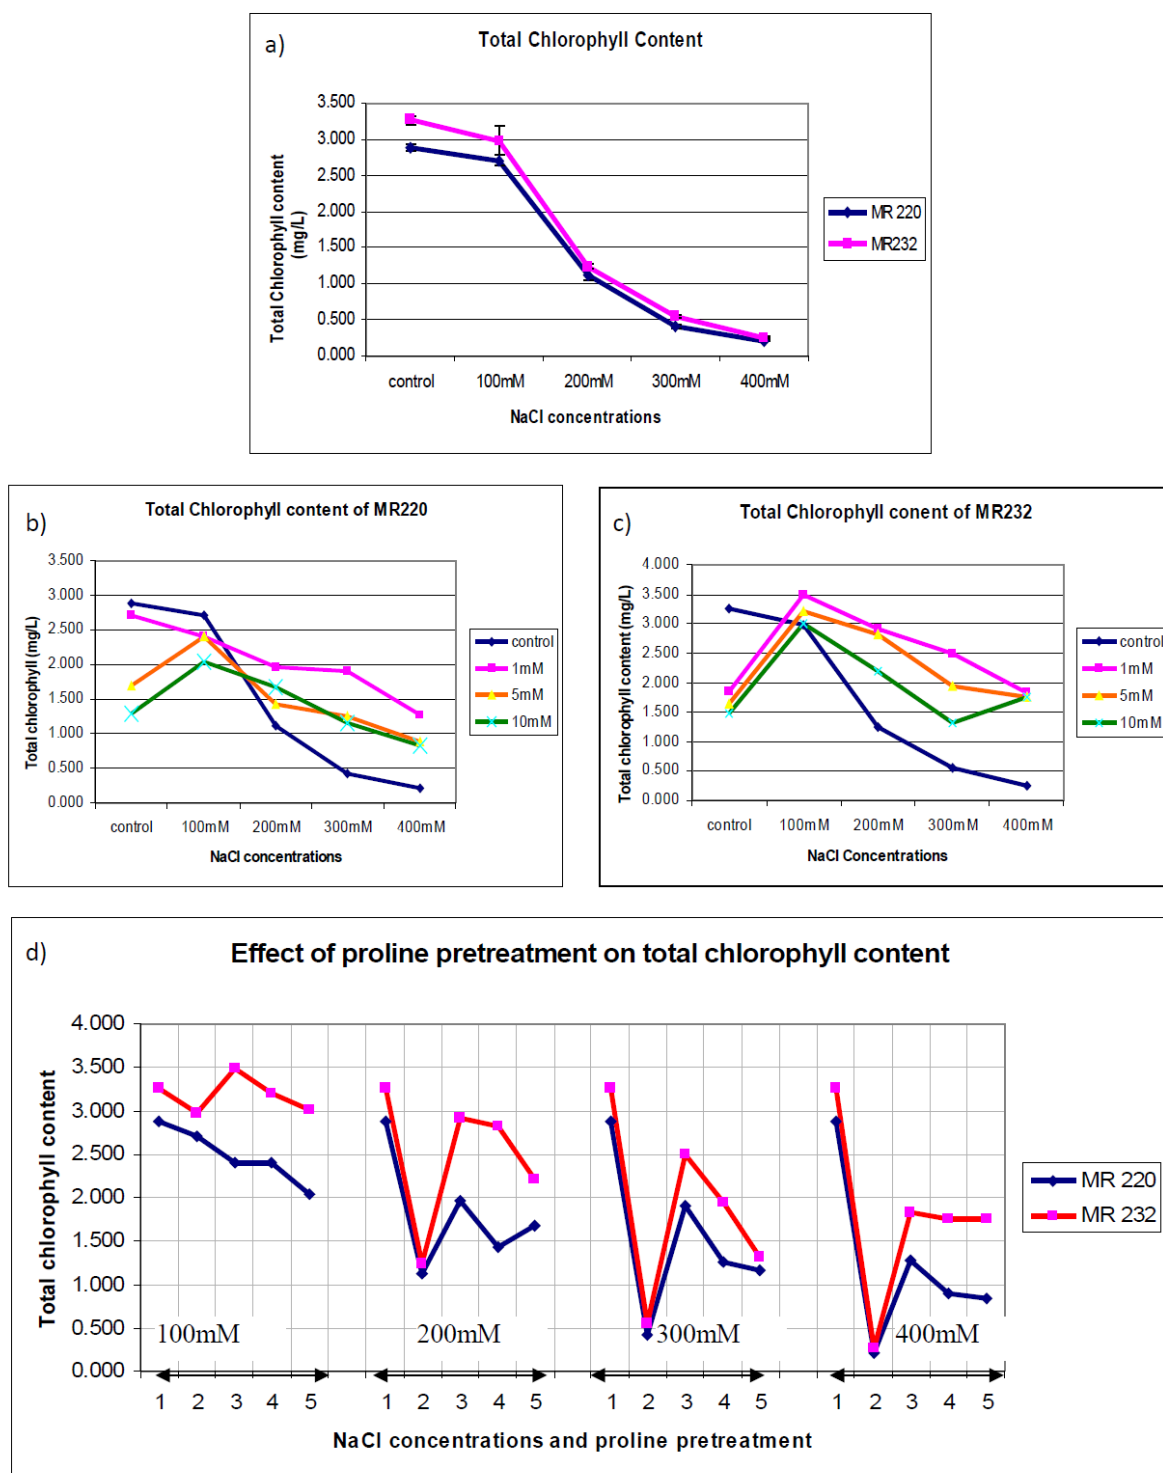 a)
Total Chlorophyll Content
Total Chlorophyll content
(mg/L)
3.500
3.000
2.500
2.000
1.500
1.000
0.500
0.000
control 100mM 200mM 300mM 400mM
NaCl concentrations
MR 220
MR232
b)
Total Chlorophyll content of MR220
Total chlorophyll (mg/L)
3.500
3.000
2.500
2.000
1.500
1.000
0.500
0.000
control 100mM 200mM 300mM 400mM
NaCl concentrations
control
1mM
5mM
10mM
c)
Total Chlorophyll conent of MR232
Total chlorophyll content (mg/L)
4.000
3.500
3.000
2.500
2.000
1.500
1.000
0.500
0.000
control 100mM 200mM 300mM 400mM
NaCl Concentrations
control
1mM
5mM
10mM
d)
Effect of proline pretreatment on total chlorophyll content
Total chlorophyll content
4.000
3.500
3.000
2.500
2.000
1.500
1.000
0.500
0.000
100mM 200mM 300mM 400mM
1 2 3 4 5 1 2 3 4 5 1 2 3 4 5 1 2 3 4 5
NaCl concentrations and proline pretreatment
MR 220
MR 232